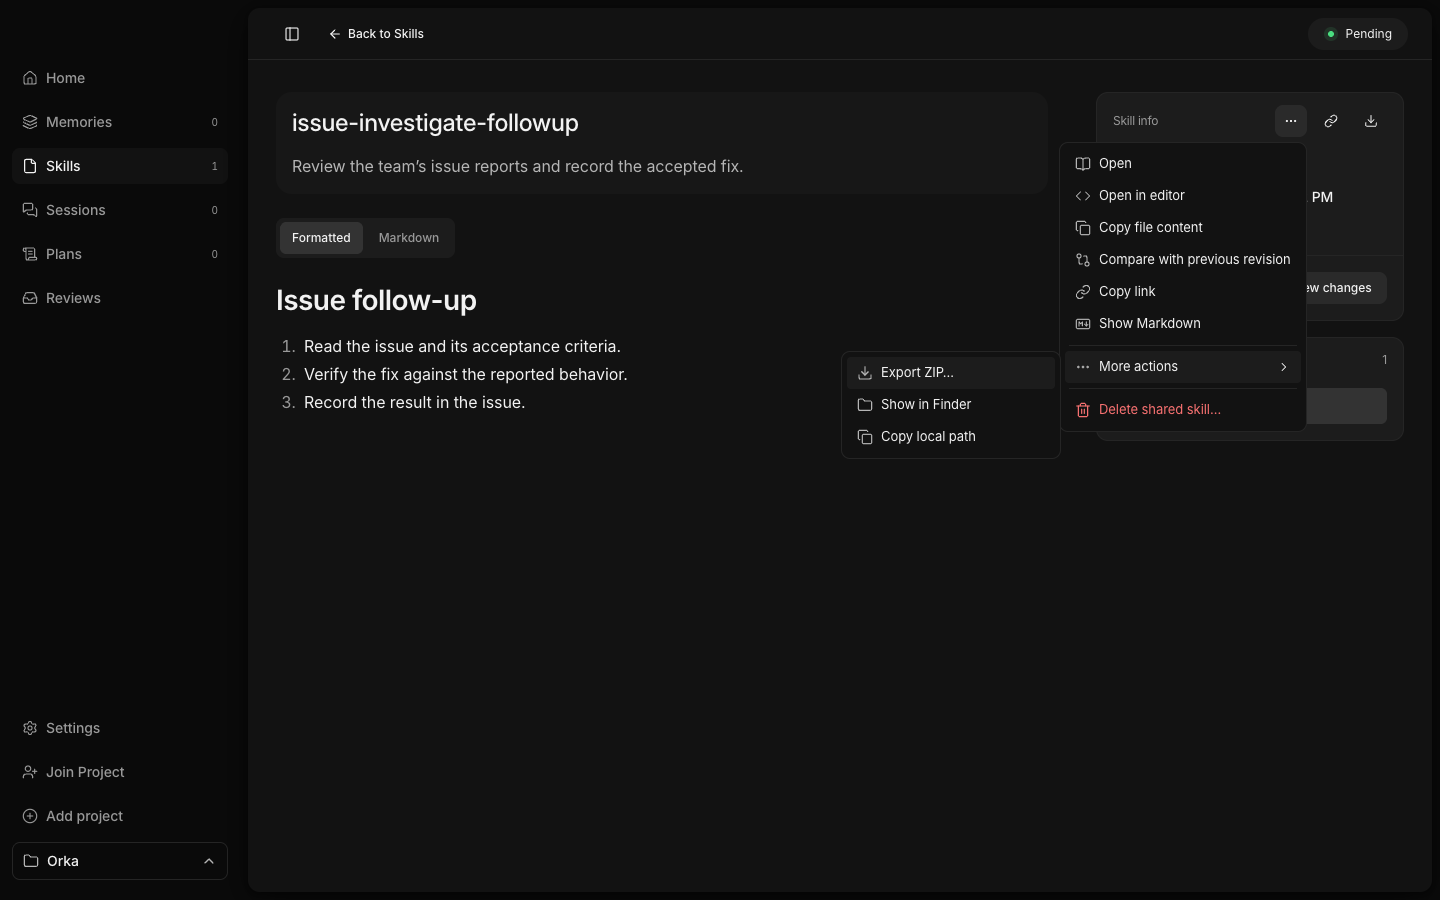 Home
Memories 0
Skills 1
Sessions 0
Plans 0
Reviews
Settings
Join Project
Add project
Orka
Back to Skills
Pending
issue-investigate-followup
Review the team’s issue reports and record the accepted fix.
Formatted
Markdown
Issue follow-up
1. Read the issue and its acceptance criteria.
2. Verify the fix against the reported behavior.
3. Record the result in the issue.
Skill info
PM
changes
1
Open
Open in editor
Copy file content
Compare with previous revision
Copy link
Show Markdown
More actions
Delete shared skill...
Export ZIP...
Show in Finder
Copy local path